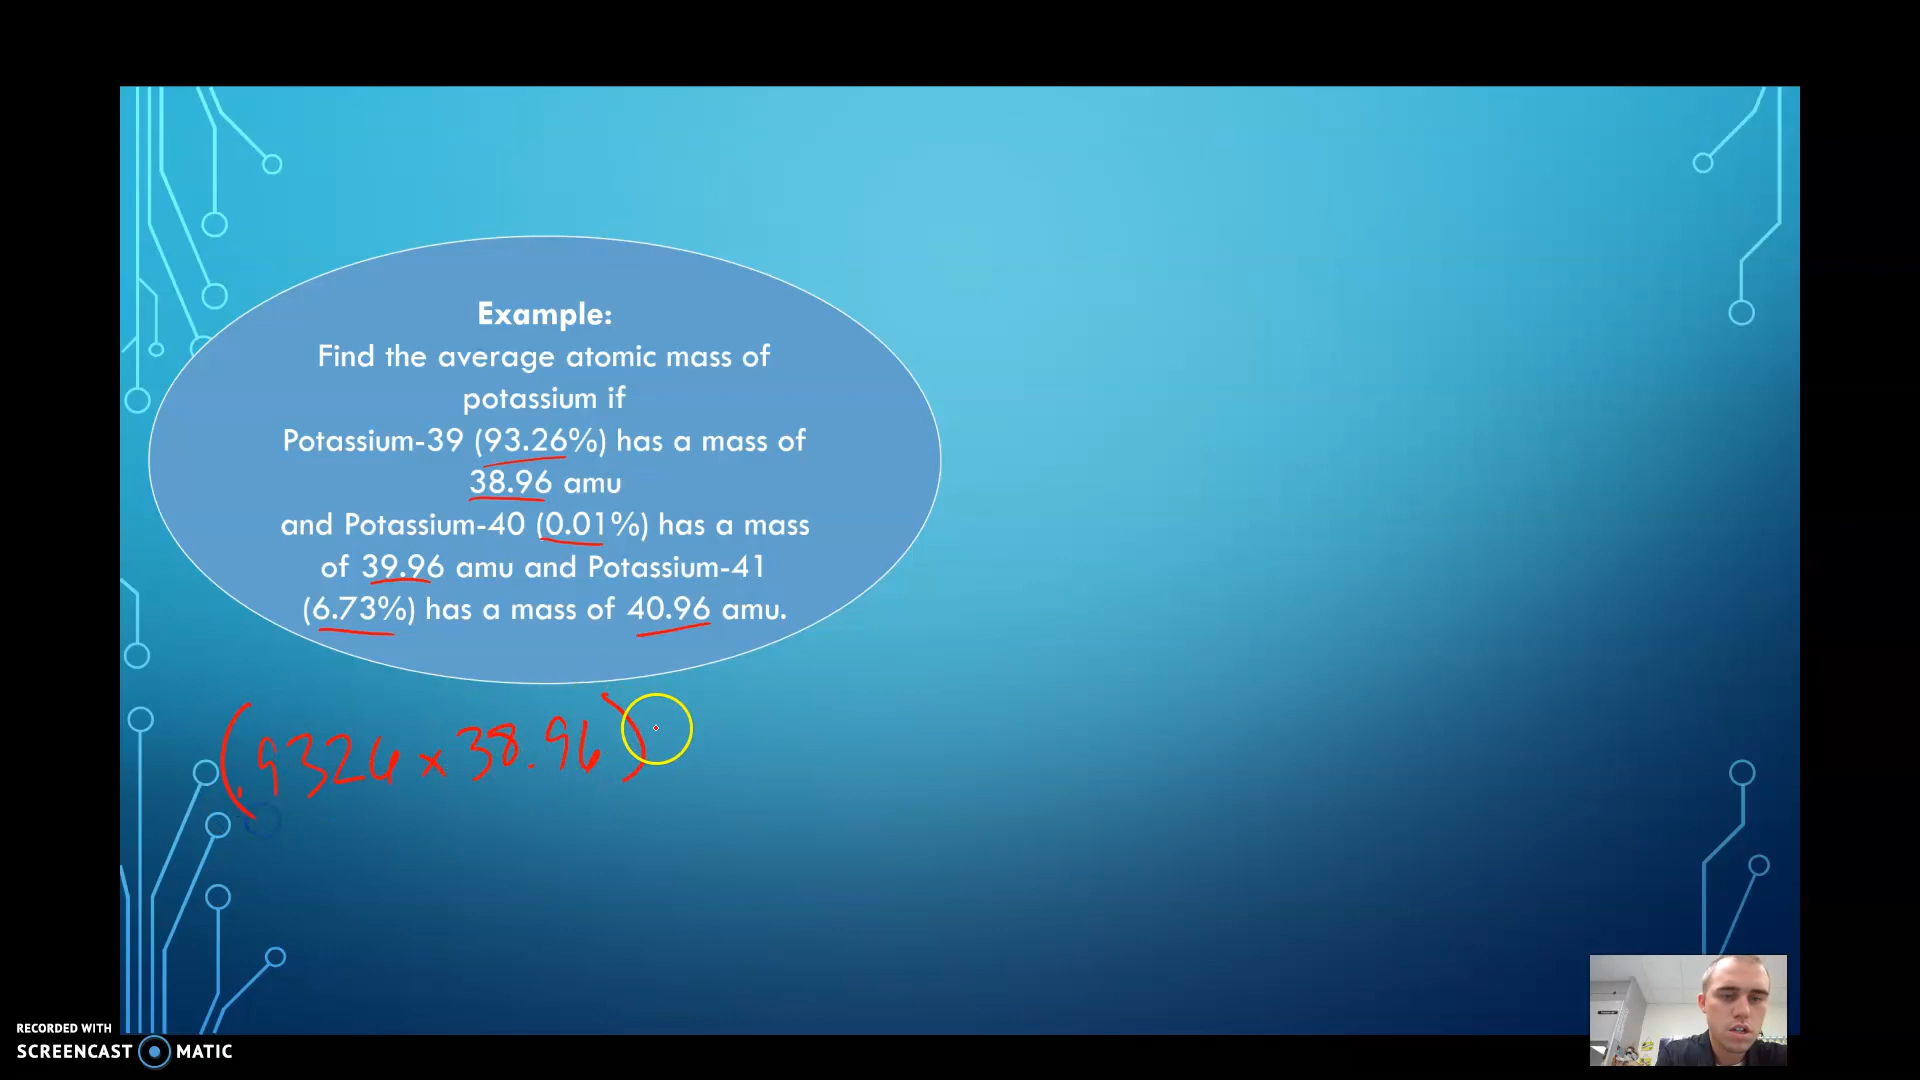 Example:
Find the average atomic mass of
potassium if
Potassium-39 (93.26%) has a mass of
38.96 amu
and Potassium-40 (0.01%) has a mass
of 39.96 amu and Potassium-41
(6.73%) has a mass of 40.96 amu.
(.9326 x 38.96)
RECORDED WITH
SCREENCAST MATIC